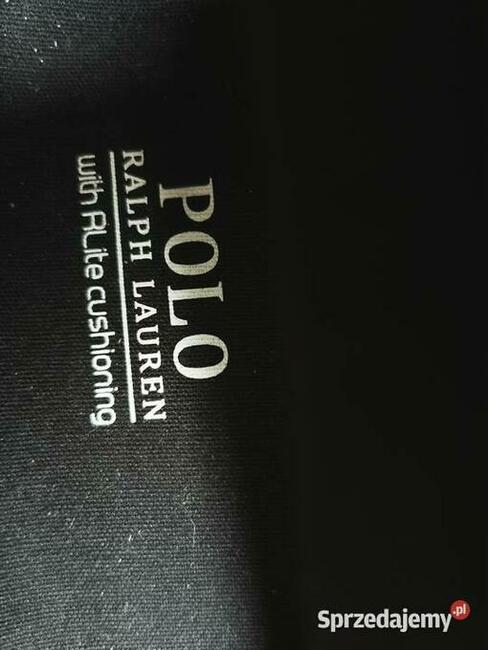 POLO
RALPH LAUREN
with RLite cushioning
Sprzedajemy.pl